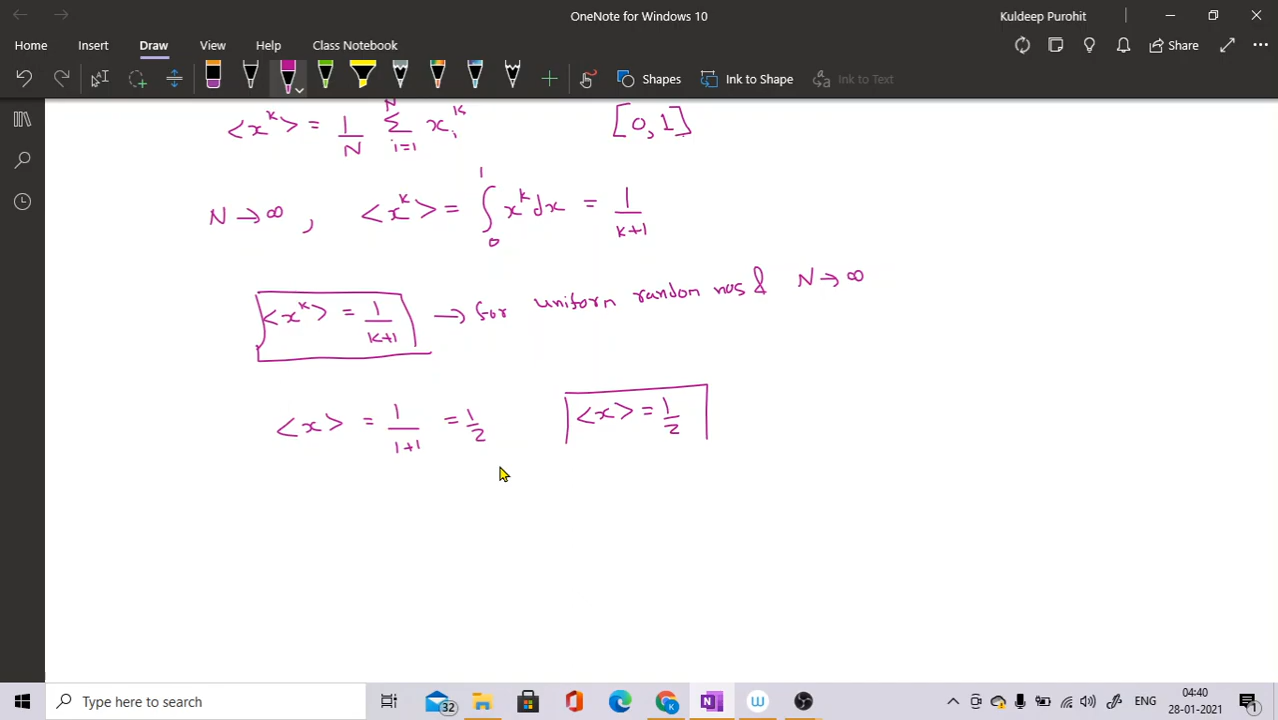 OneNote for Windows 10
Kuldeep Purohit
Home Insert Draw View Help Class Notebook
Share
Shapes Ink to Shape Ink to Text
<x^k> = 1/N Σ_{i=1}^{N} x_i^k [0,1]
N → ∞ , <x^k> = ∫_0^1 x^k dx = 1/(k+1)
<x^k> = 1/(k+1) → for uniform random nos & N → ∞
<x> = 1/(1+1) = 1/2 <x> = 1/2
Type here to search
32
ENG
04:40
28-01-2021
1